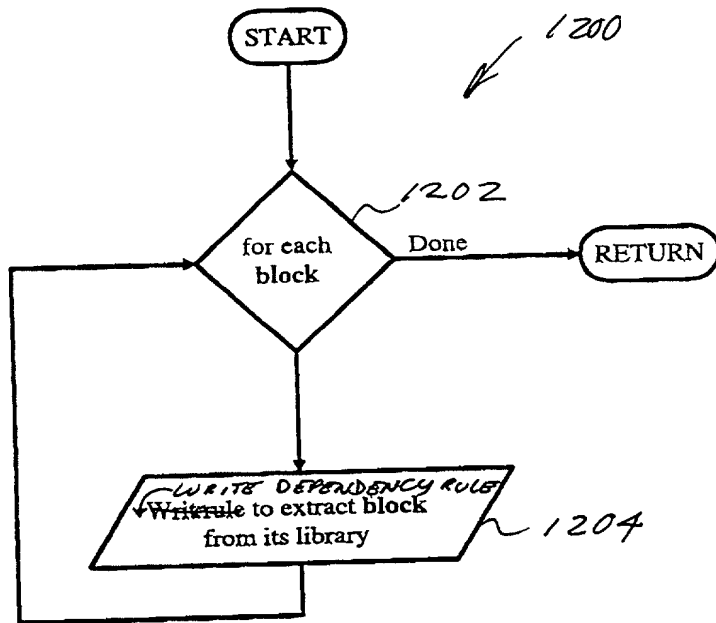 START
1200
1202
for each
block
Done
RETURN
WRITE DEPENDENCY RULE
Writrule to extract block
from its library
1204